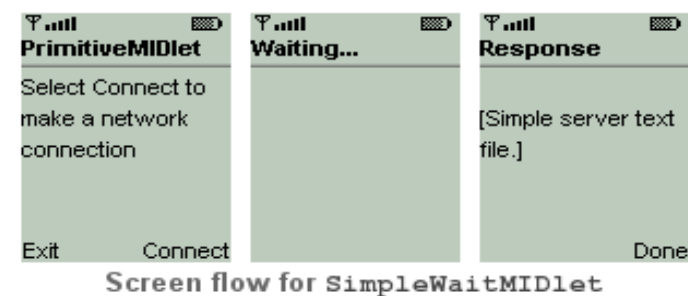 PrimitiveMIDlet
Select Connect to
make a network
connection
Exit Connect
Waiting...
Response
[Simple server text
file.]
Done
Screen flow for SimpleWaitMIDlet